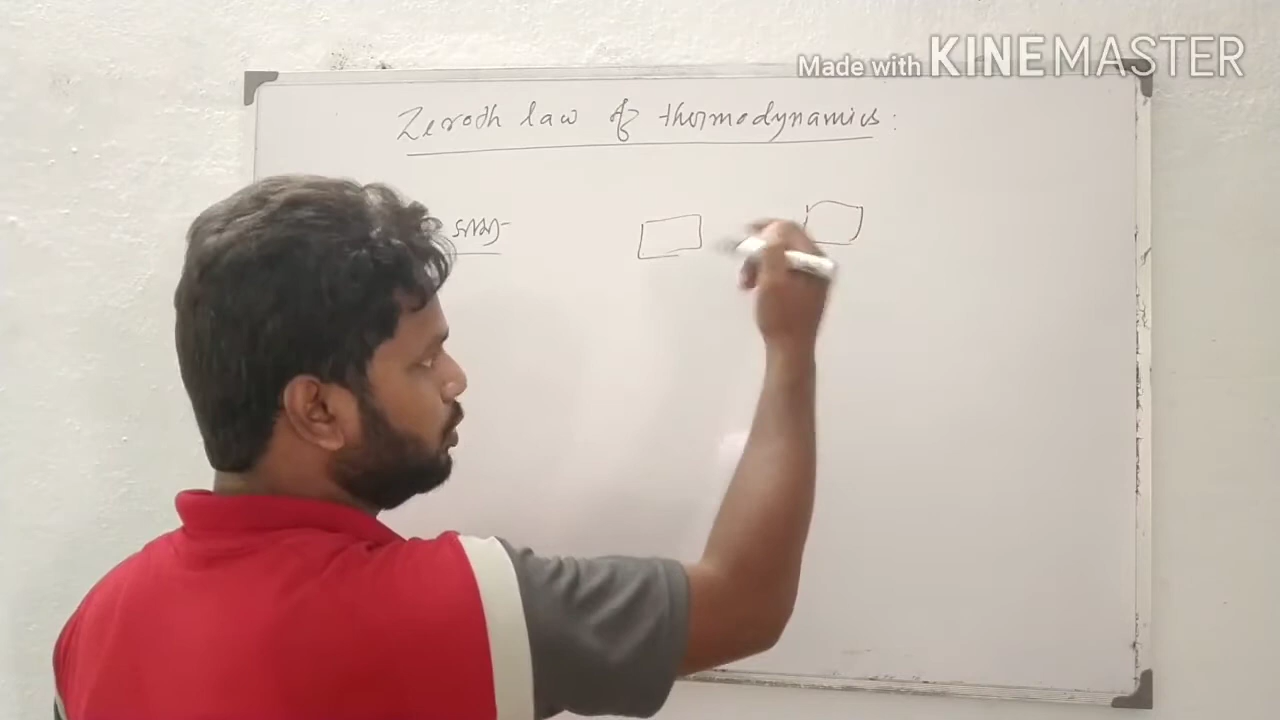 Made with KINEMASTER
Zeroth law of thermodynamics :
সাম্য